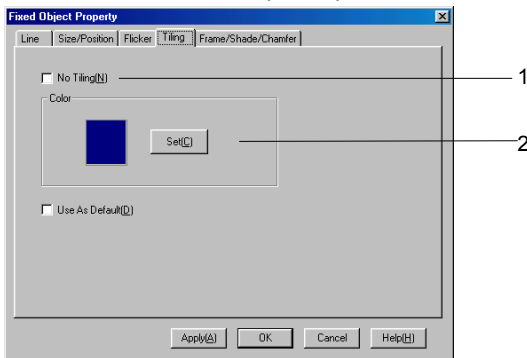 Fixed Object Property
Line Size/Position Flicker Tiling Frame/Shade/Chamfer
No Tiling(N) 1
Color
Set(C) 2
Use As Default(D)
Apply(A) OK Cancel Help(H)